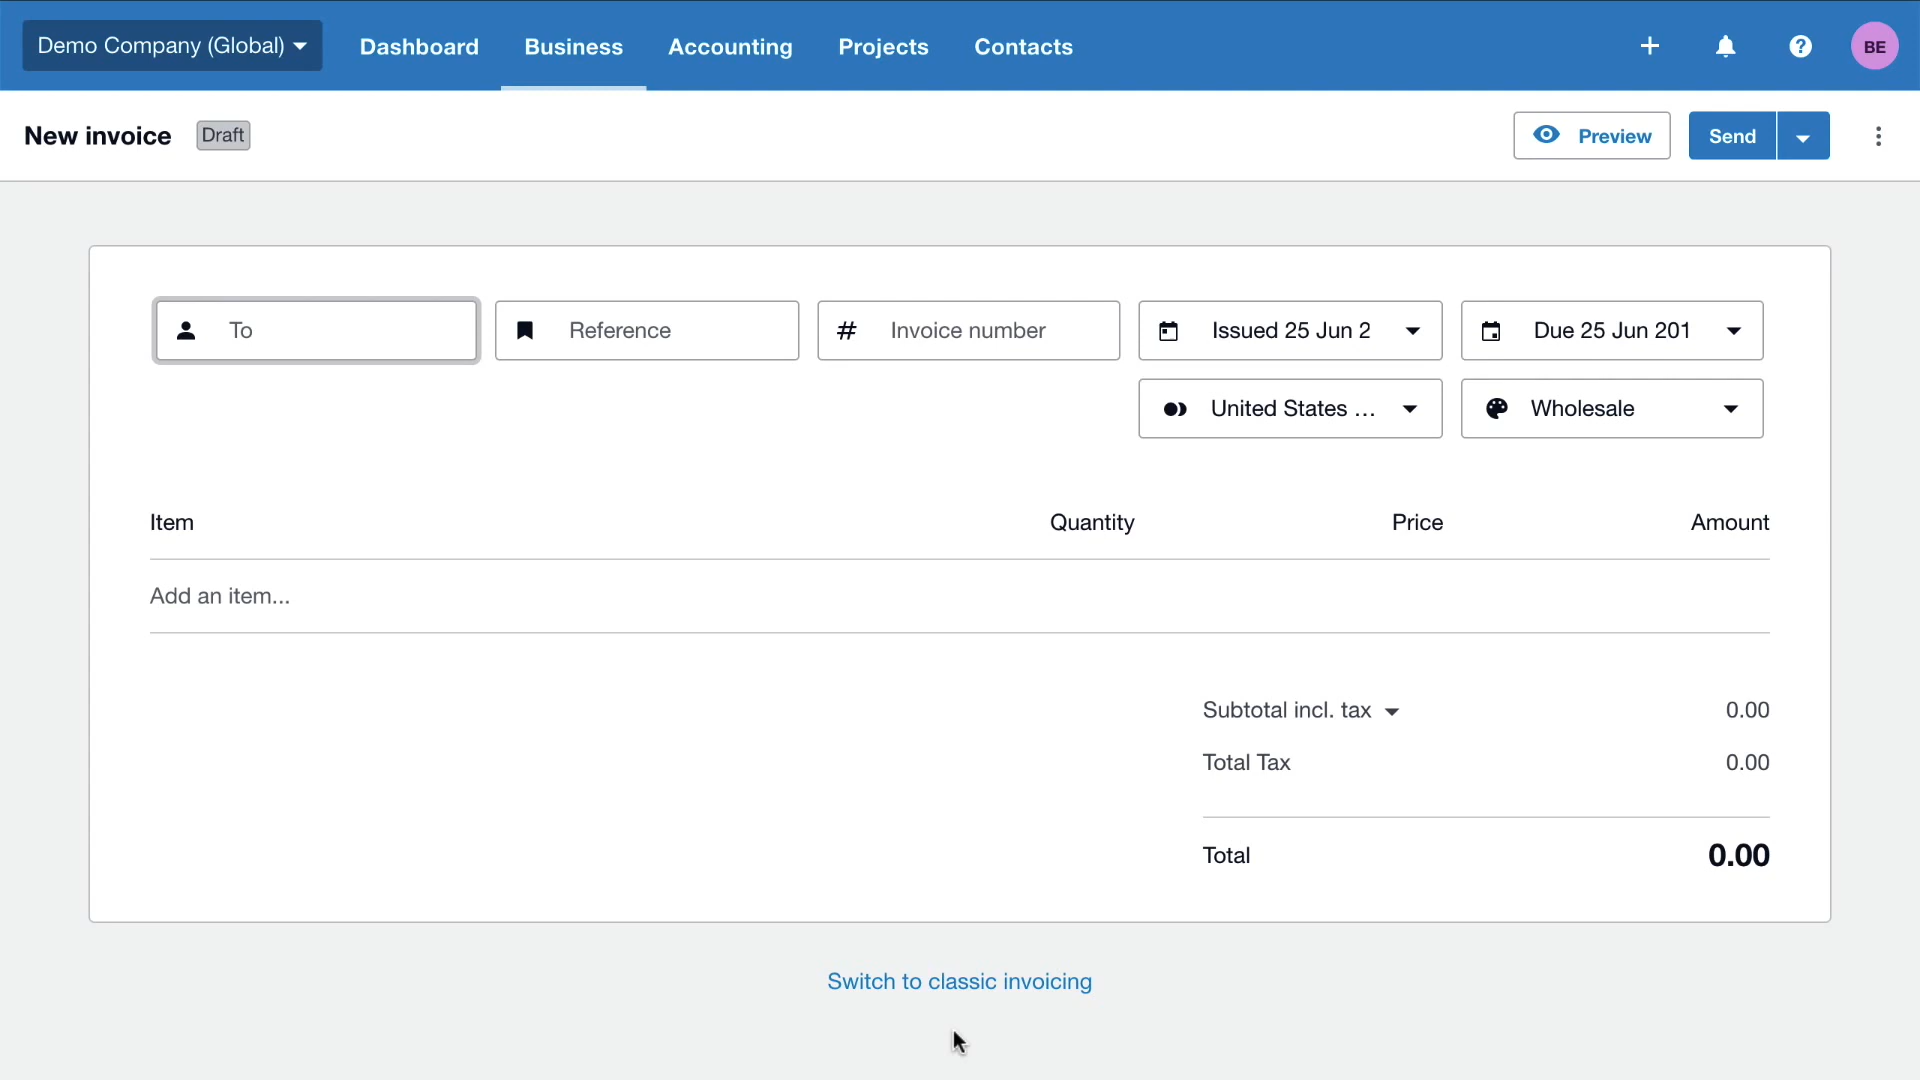 Demo Company (Global) Dashboard Business Accounting Projects Contacts BE
New invoice Draft Preview Send
To Reference # Invoice number Issued 25 Jun 2 Due 25 Jun 201
United States ... Wholesale
Item Quantity Price Amount
Add an item...
Subtotal incl. tax 0.00
Total Tax 0.00
Total 0.00
Switch to classic invoicing